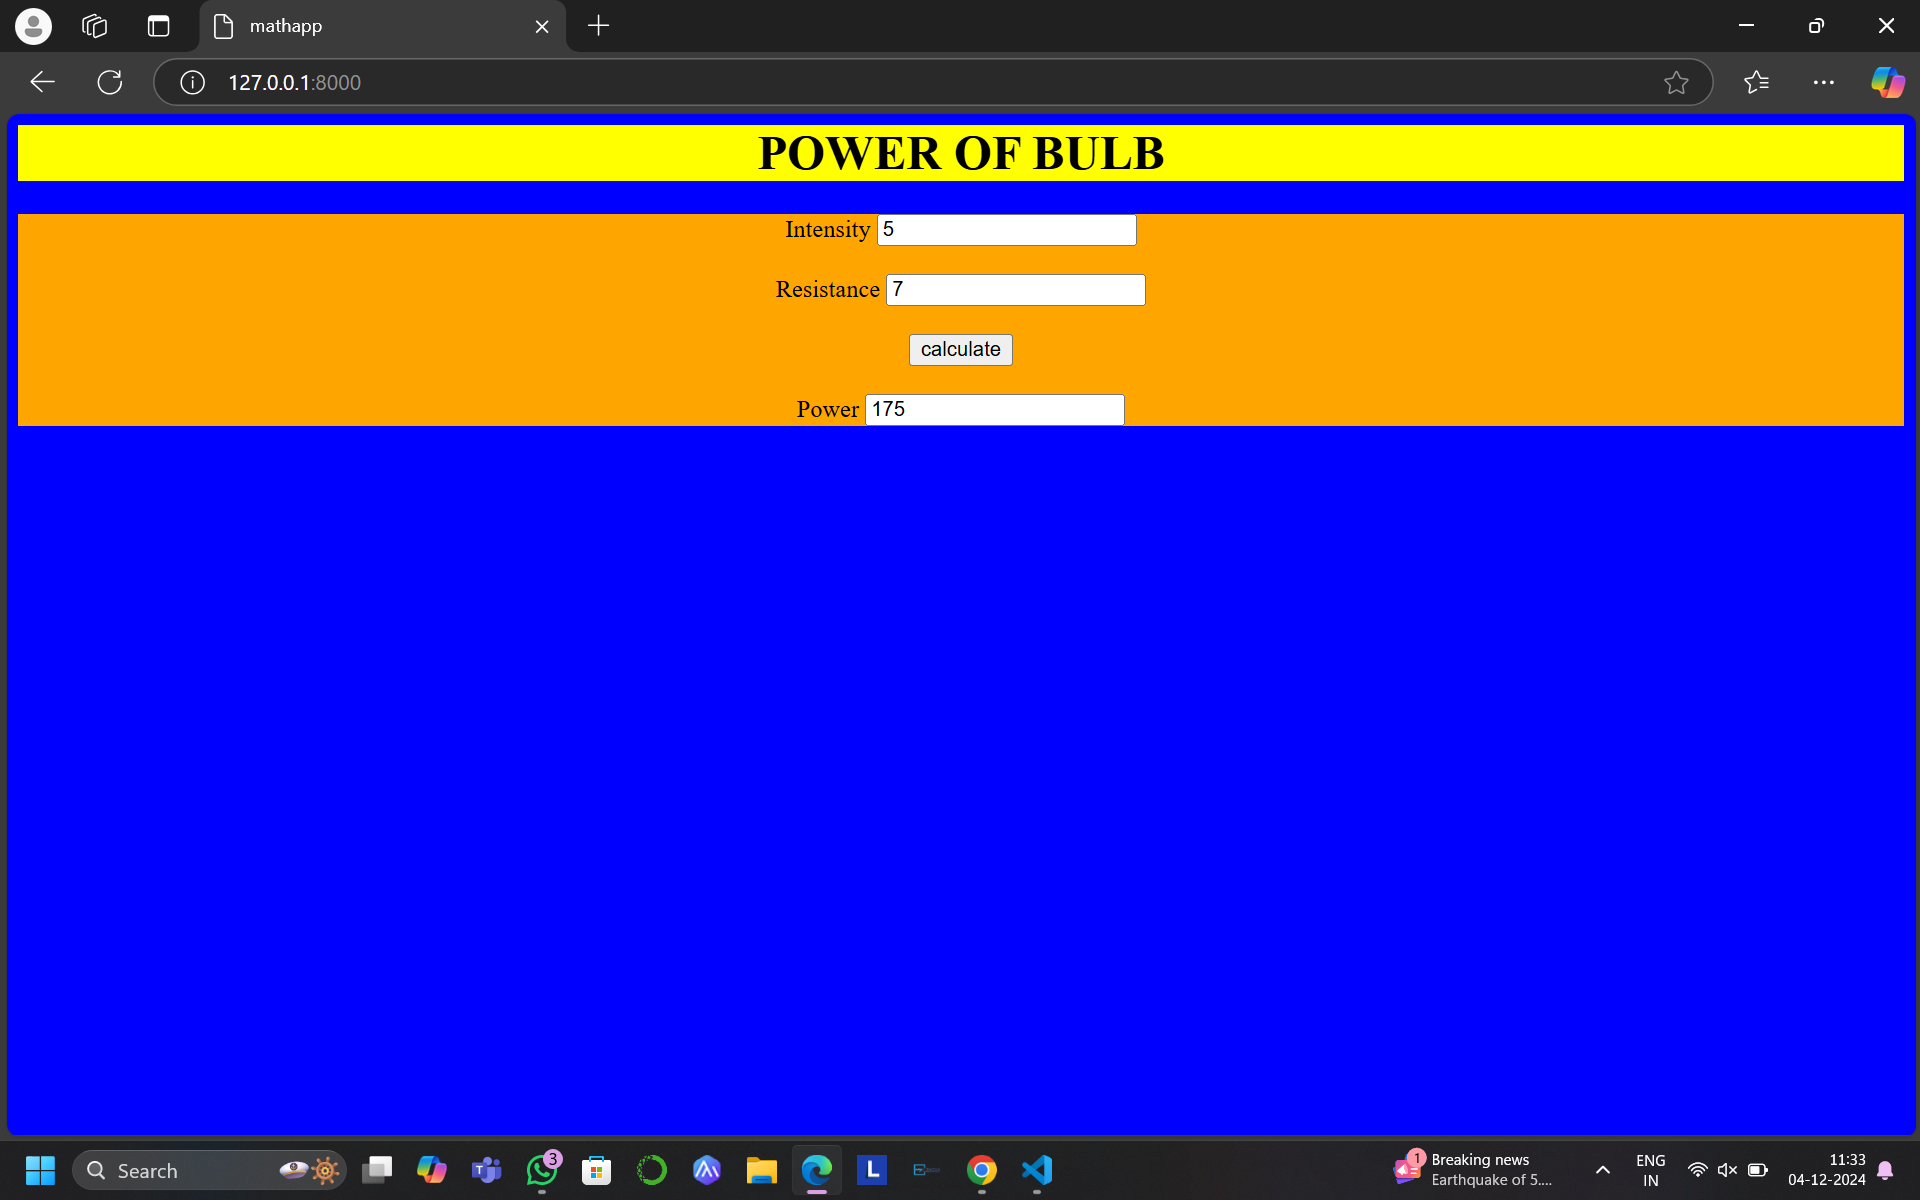 mathapp
127.0.0.1:8000
POWER OF BULB
Intensity 5
Resistance 7
calculate
Power 175
Search
3
L
1
Breaking news
Earthquake of 5....
ENG
IN
11:33
04-12-2024